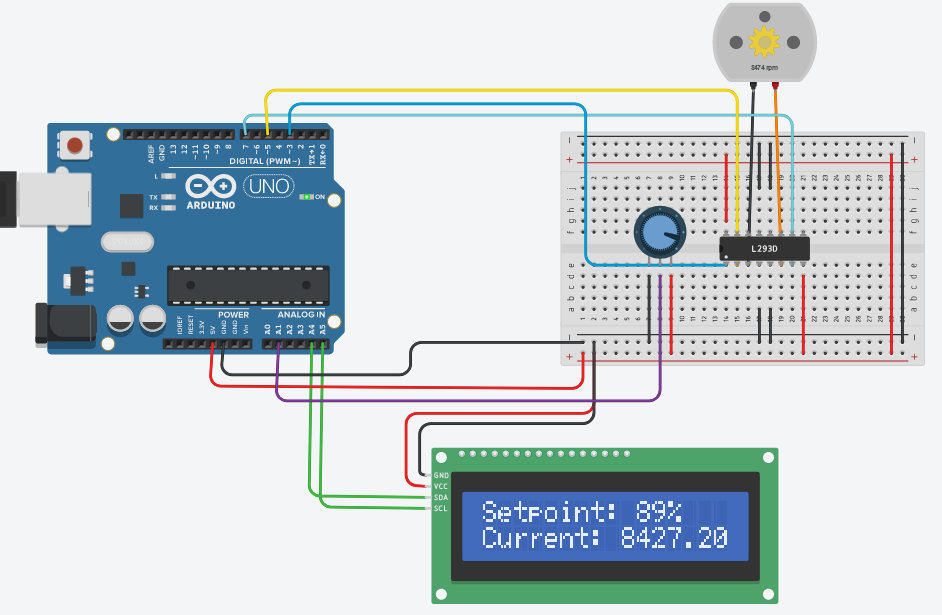 8474 rpm
AREF
GND
13
12
~11
~10
~9
8
7
~6
~5
4
~3
2
TX→1
RX←0
DIGITAL (PWM~)
L
TX
RX
UNO
ON
ARDUINO
POWER
ANALOG IN
IOREF
RESET
3.3V
5V
GND
GND
Vin
A0
A1
A2
A3
A4
A5
L293D
GND
VCC
SDA
SCL
Setpoint: 89%
Current: 8427.20